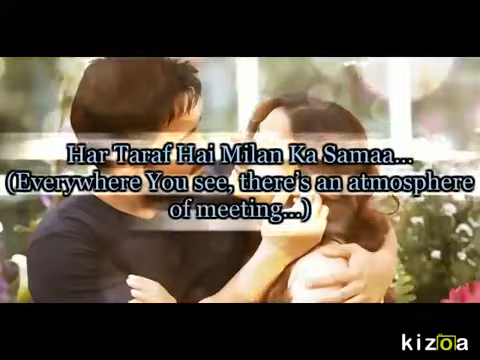 Har Taraf Hai Milan Ka Samaa...
(Everywhere You see, there's an atmosphere
of meeting...)
kizoa